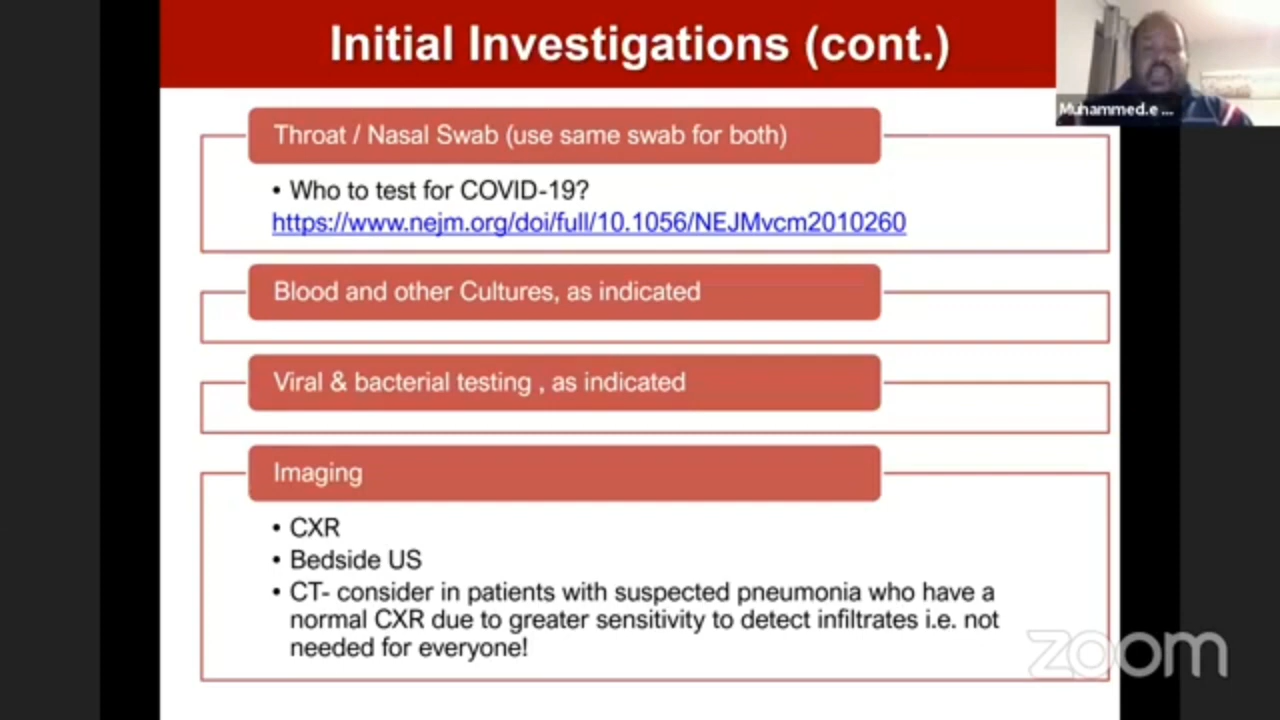 Initial Investigations (cont.)
Muhammed.e ...
Throat / Nasal Swab (use same swab for both)
• Who to test for COVID-19?
https://www.nejm.org/doi/full/10.1056/NEJMvcm2010260
Blood and other Cultures, as indicated
Viral & bacterial testing , as indicated
Imaging
• CXR
• Bedside US
• CT- consider in patients with suspected pneumonia who have a
normal CXR due to greater sensitivity to detect infiltrates i.e. not
needed for everyone!
zoom